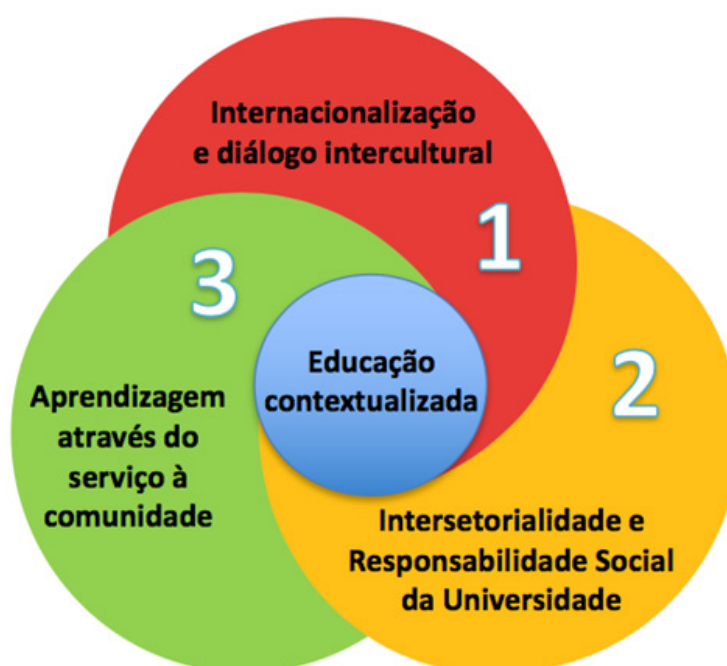 Internacionalização
e diálogo intercultural
1
3
2
Educação
contextualizada
Aprendizagem
através do
serviço à
comunidade
Intersetorialidade e
Responsabilidade Social
da Universidade